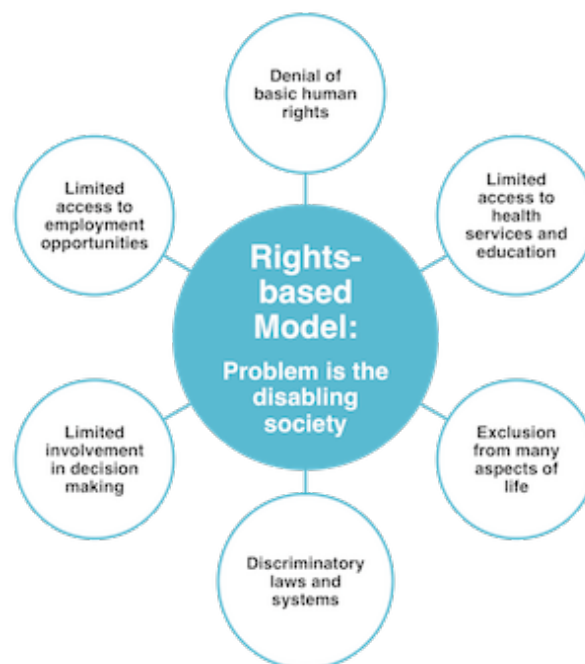 Denial of
basic human
rights
Limited
access to
employment
opportunities
Limited
access to
health
services and
education
Rights-
based
Model:
Problem is the
disabling
society
Limited
involvement
in decision
making
Exclusion
from many
aspects of
life
Discriminatory
laws and
systems